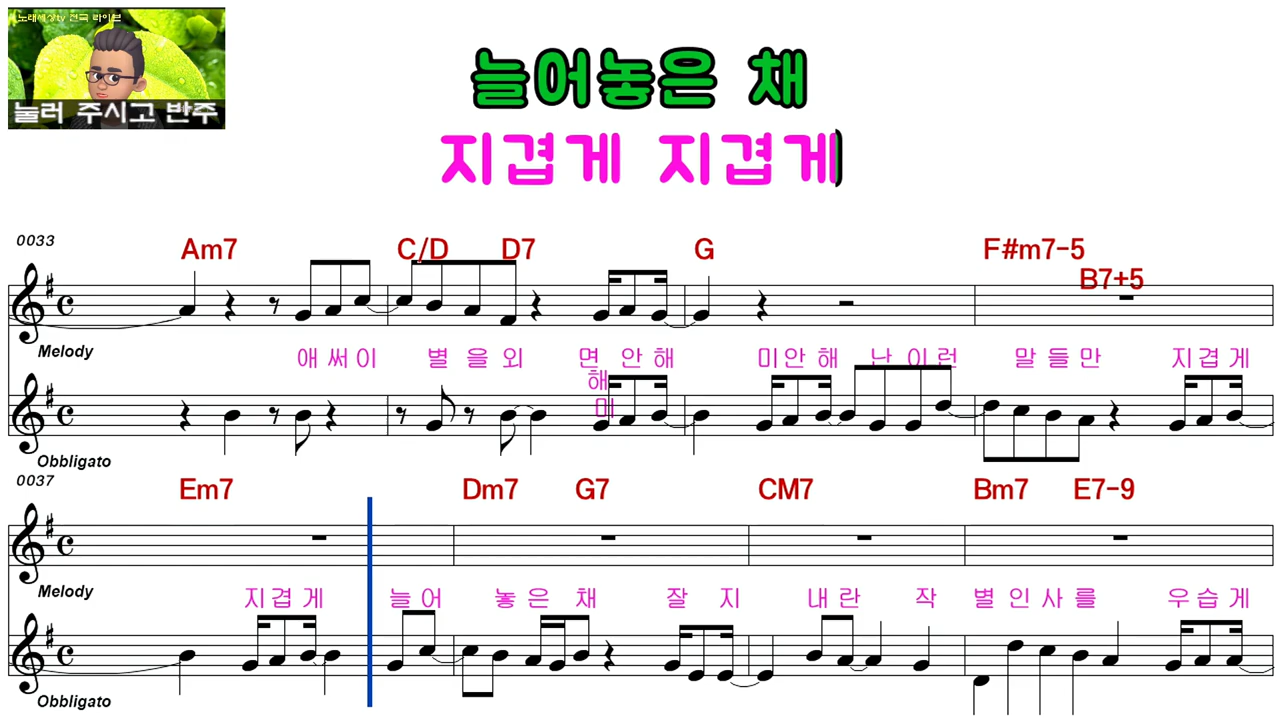 노래세상tv 전국 라이브
눌러 주시고 반주
늘어놓은 채
지겹게 지겹게
0033
Am7 C/D D7 G F#m7-5
B7+5
Melody
애써이 별을외 면안해 미안해 난이런 말들만 지겹게
해
미
Obbligato
0037
Em7 Dm7 G7 CM7 Bm7 E7-9
Melody
지겹게 늘어 놓은 채 잘 지 내란 작 별인사를 우습게
Obbligato